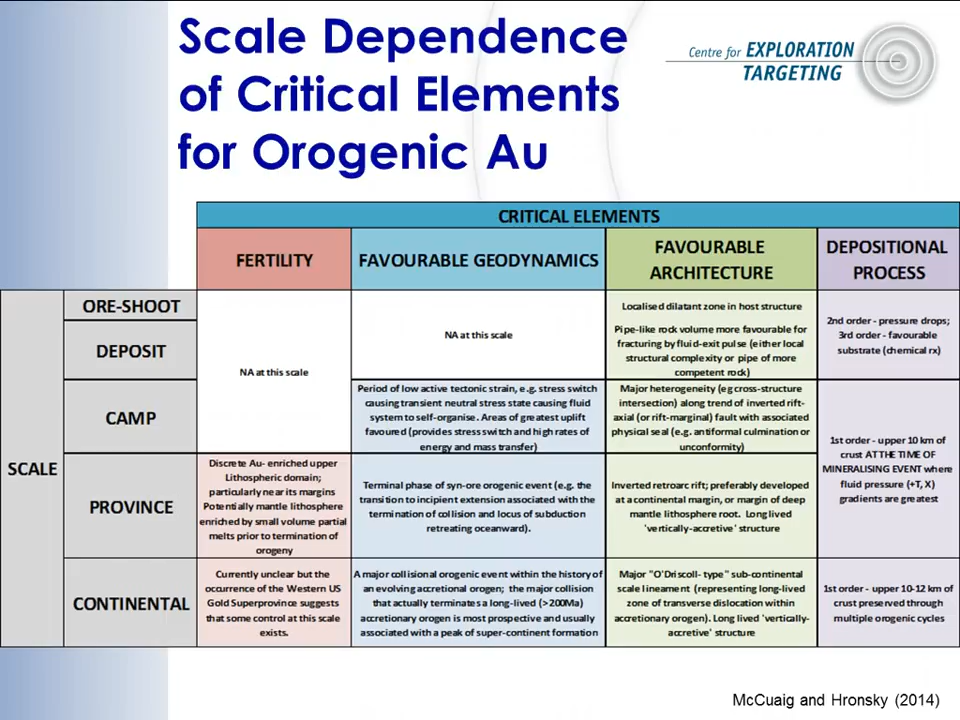 Scale Dependence
of Critical Elements
for Orogenic Au
Centre for EXPLORATION
TARGETING
CRITICAL ELEMENTS
FERTILITY
FAVOURABLE GEODYNAMICS
FAVOURABLE
ARCHITECTURE
DEPOSITIONAL
PROCESS
SCALE
ORE-SHOOT
DEPOSIT
NA at this scale
NA at this scale
Localised dilatant zone in host structure
Pipe-like rock volume more favourable for
fracturing by fluid-exit pulse (either local
structural complexity or pipe of more
competent rock)
2nd order - pressure drops;
3rd order - favourable
substrate (chemical rx)
CAMP
Period of low active tectonic strain, e.g. stress switch
causing transient neutral stress state causing fluid
system to self-organise. Areas of greatest uplift
favoured (provides stress switch and high rates of
energy and mass transfer)
Major heterogeneity (eg cross-structure
intersection) along trend of inverted rift-
axial (or rift-marginal) fault with associated
physical seal (e.g. antiformal culmination or
unconformity)
1st order - upper 10 km of
crust AT THE TIME OF
MINERALISING EVENT where
fluid pressure (+T, X)
gradients are greatest
PROVINCE
Discrete Au- enriched upper
Lithospheric domain;
particularly near its margins
Potentially mantle lithosphere
enriched by small volume partial
melts prior to termination of
orogeny
Terminal phase of syn-ore orogenic event (e.g. the
transition to incipient extension associated with the
termination of collision and locus of subduction
retreating oceanward).
Inverted retroarc rift; preferably developed
at a continental margin, or margin of deep
mantle lithosphere root. Long lived
'vertically-accretive' structure
CONTINENTAL
Currently unclear but the
occurrence of the Western US
Gold Superprovince suggests
that some control at this scale
exists.
A major collisional orogenic event within the history of
an evolving accretional orogen; the major collision
that actually terminates a long-lived (>200Ma)
accretionary orogen is most prospective and usually
associated with a peak of super-continent formation
Major "O'Driscoll- type" sub-continental
scale lineament (representing long-lived
zone of transverse dislocation within
accretionary orogen). Long lived 'vertically-
accretive' structure
1st order - upper 10-12 km of
crust preserved through
multiple orogenic cycles
McCuaig and Hronsky (2014)